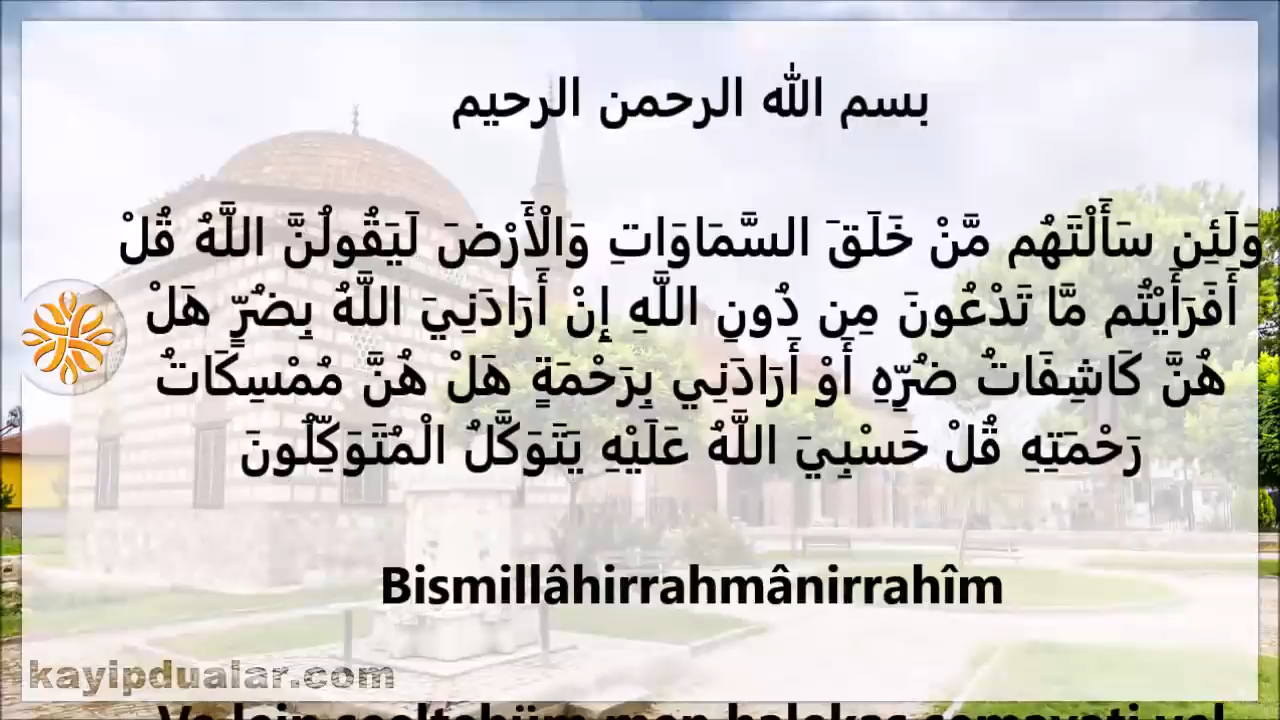 بسم الله الرحمن الرحيم
وَلَئِن سَأَلْتَهُم مَّنْ خَلَقَ السَّمَاوَاتِ وَالْأَرْضَ لَيَقُولُنَّ اللَّهُ قُلْ
أَفَرَأَيْتُم مَّا تَدْعُونَ مِن دُونِ اللَّهِ إِنْ أَرَادَنِيَ اللَّهُ بِضُرٍّ هَلْ
هُنَّ كَاشِفَاتُ ضُرِّهِ أَوْ أَرَادَنِي بِرَحْمَةٍ هَلْ هُنَّ مُمْسِكَاتُ
رَحْمَتِهِ قُلْ حَسْبِيَ اللَّهُ عَلَيْهِ يَتَوَكَّلُ الْمُتَوَكِّلُونَ
Bismillâhirrahmânirrahîm
kayipdualar.com